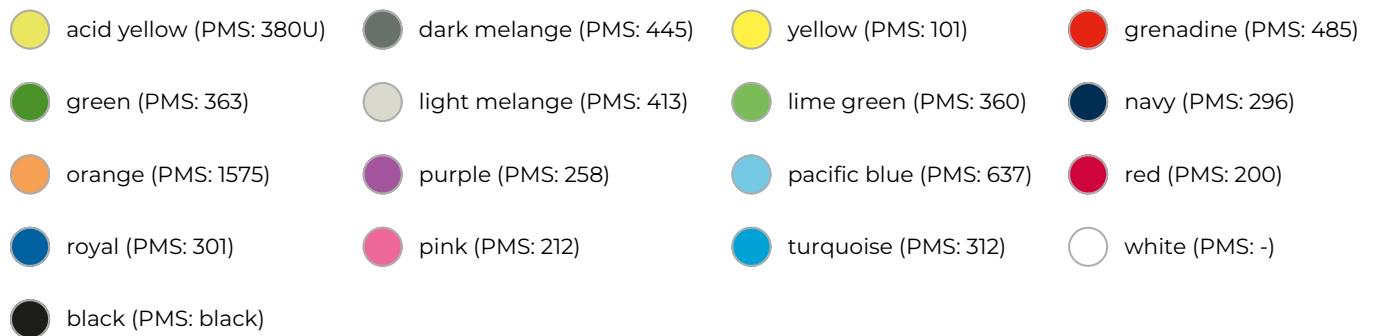 acid yellow (PMS: 380U)
dark melange (PMS: 445)
yellow (PMS: 101)
grenadine (PMS: 485)
green (PMS: 363)
light melange (PMS: 413)
lime green (PMS: 360)
navy (PMS: 296)
orange (PMS: 1575)
purple (PMS: 258)
pacific blue (PMS: 637)
red (PMS: 200)
royal (PMS: 301)
pink (PMS: 212)
turquoise (PMS: 312)
white (PMS: -)
black (PMS: black)